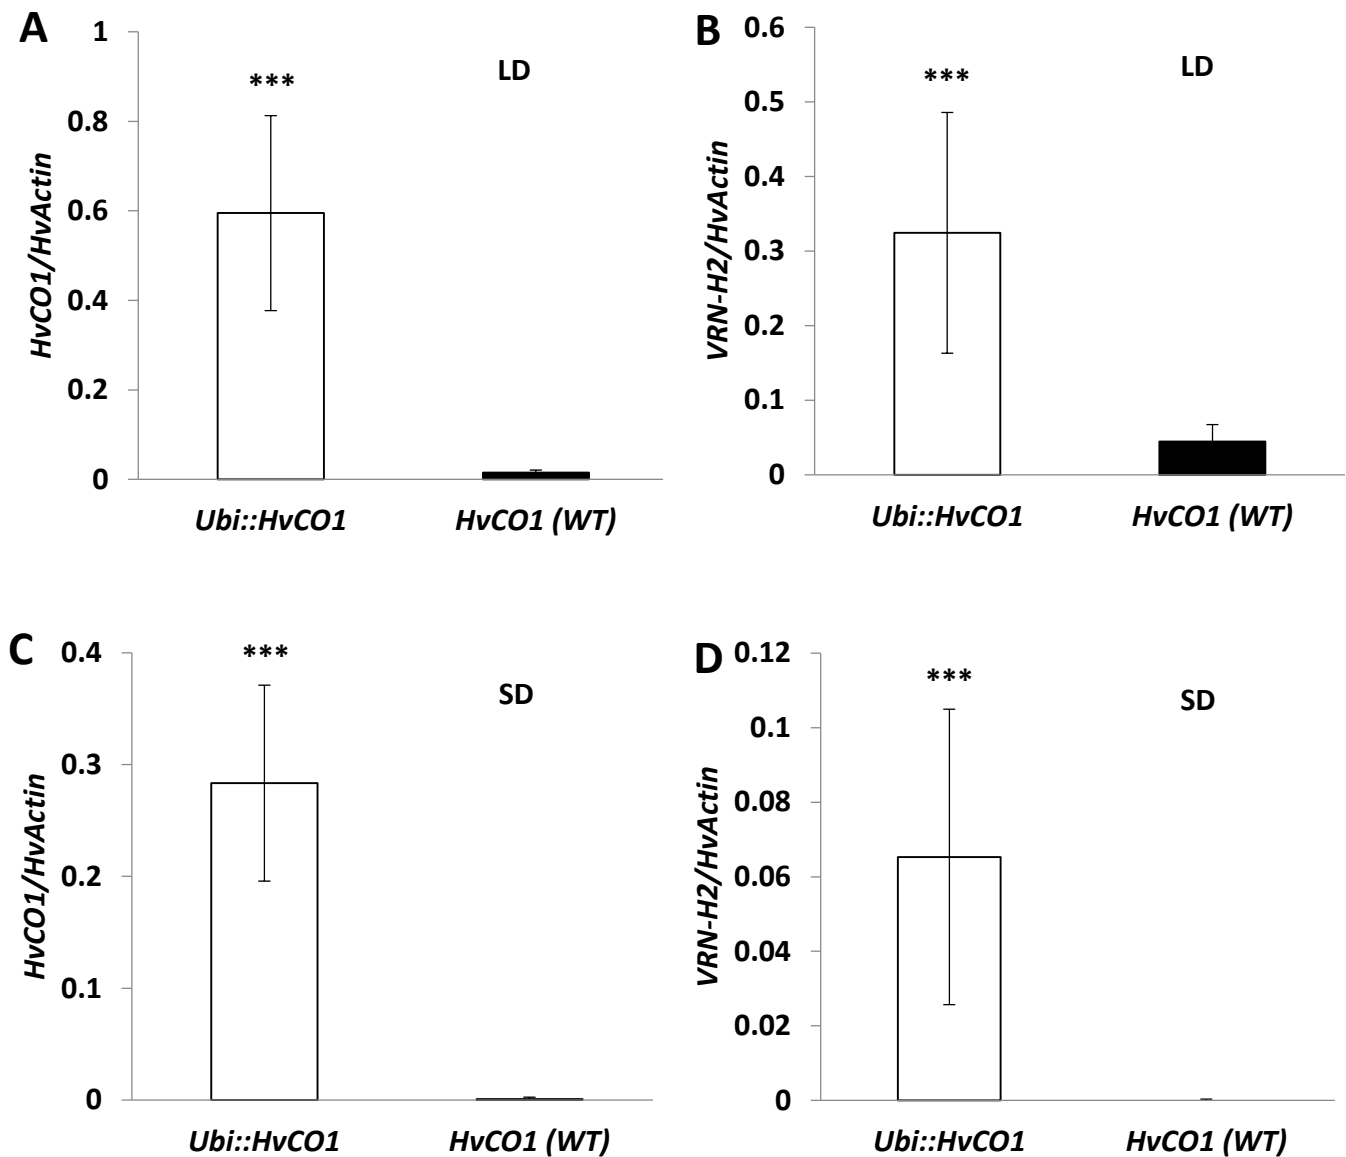 A
HvCO1/HvActin
1
0.8
0.6
0.4
0.2
0
***
LD
Ubi::HvCO1
HvCO1 (WT)
B
VRN-H2/HvActin
0.6
0.5
0.4
0.3
0.2
0.1
0
***
LD
Ubi::HvCO1
HvCO1 (WT)
C
HvCO1/HvActin
0.4
0.3
0.2
0.1
0
***
SD
Ubi::HvCO1
HvCO1 (WT)
D
VRN-H2/HvActin
0.12
0.1
0.08
0.06
0.04
0.02
0
***
SD
Ubi::HvCO1
HvCO1 (WT)